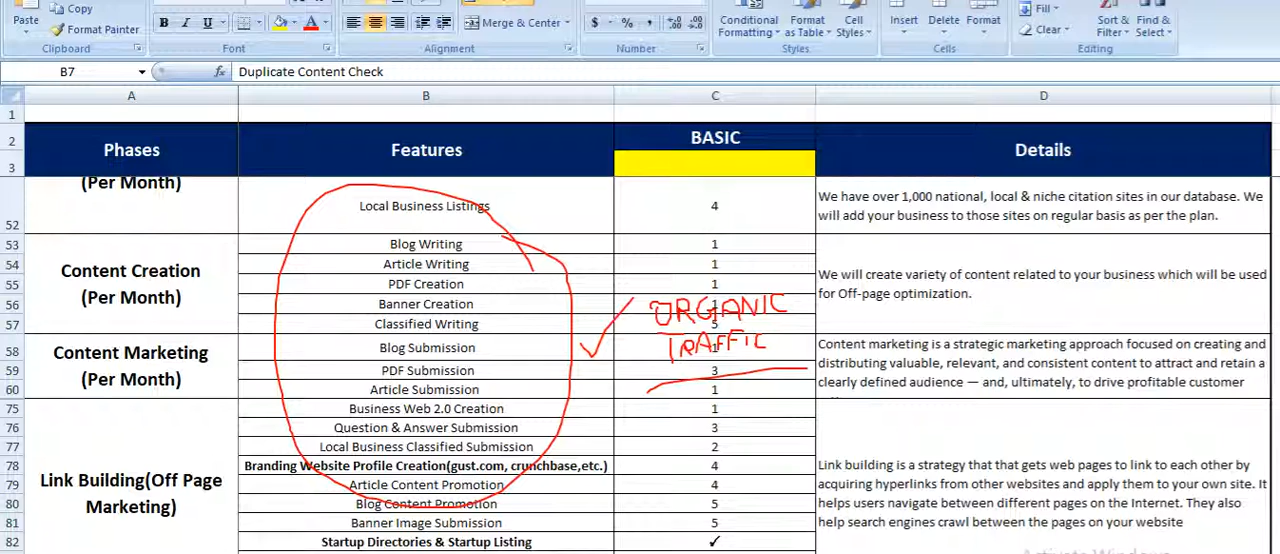 Paste
Copy
Format Painter
Clipboard
B I U
Font
Alignment
Merge & Center
$ % ,
Number
Conditional Formatting
Format as Table
Cell Styles
Styles
Insert
Delete
Format
Cells
Fill
Clear
Sort & Filter
Find & Select
Editing
B7 fx Duplicate Content Check
A B C D
1
2 Phases Features BASIC Details
3
(Per Month)
52 Local Business Listings 4
We have over 1,000 national, local & niche citation sites in our database. We
will add your business to those sites on regular basis as per the plan.
Content Creation
(Per Month)
53 Blog Writing 1
54 Article Writing 1
55 PDF Creation 1
56 Banner Creation 1
57 Classified Writing 5
We will create variety of content related to your business which will be used
for Off-page optimization.
ORGANIC
TRAFFIC
Content Marketing
(Per Month)
58 Blog Submission 1
59 PDF Submission 3
60 Article Submission 1
Content marketing is a strategic marketing approach focused on creating and
distributing valuable, relevant, and consistent content to attract and retain a
clearly defined audience — and, ultimately, to drive profitable customer
Link Building(Off Page
Marketing)
75 Business Web 2.0 Creation 1
76 Question & Answer Submission 3
77 Local Business Classified Submission 2
78 Branding Website Profile Creation(gust.com, crunchbase,etc.) 4
79 Article Content Promotion 4
80 Blog Content Promotion 5
81 Banner Image Submission 5
82 Startup Directories & Startup Listing ✓
Link building is a strategy that that gets web pages to link to each other by
acquiring hyperlinks from other websites and apply them to your own site. It
helps users navigate between different pages on the Internet. They also
help search engines crawl between the pages on your website
Activate Windows